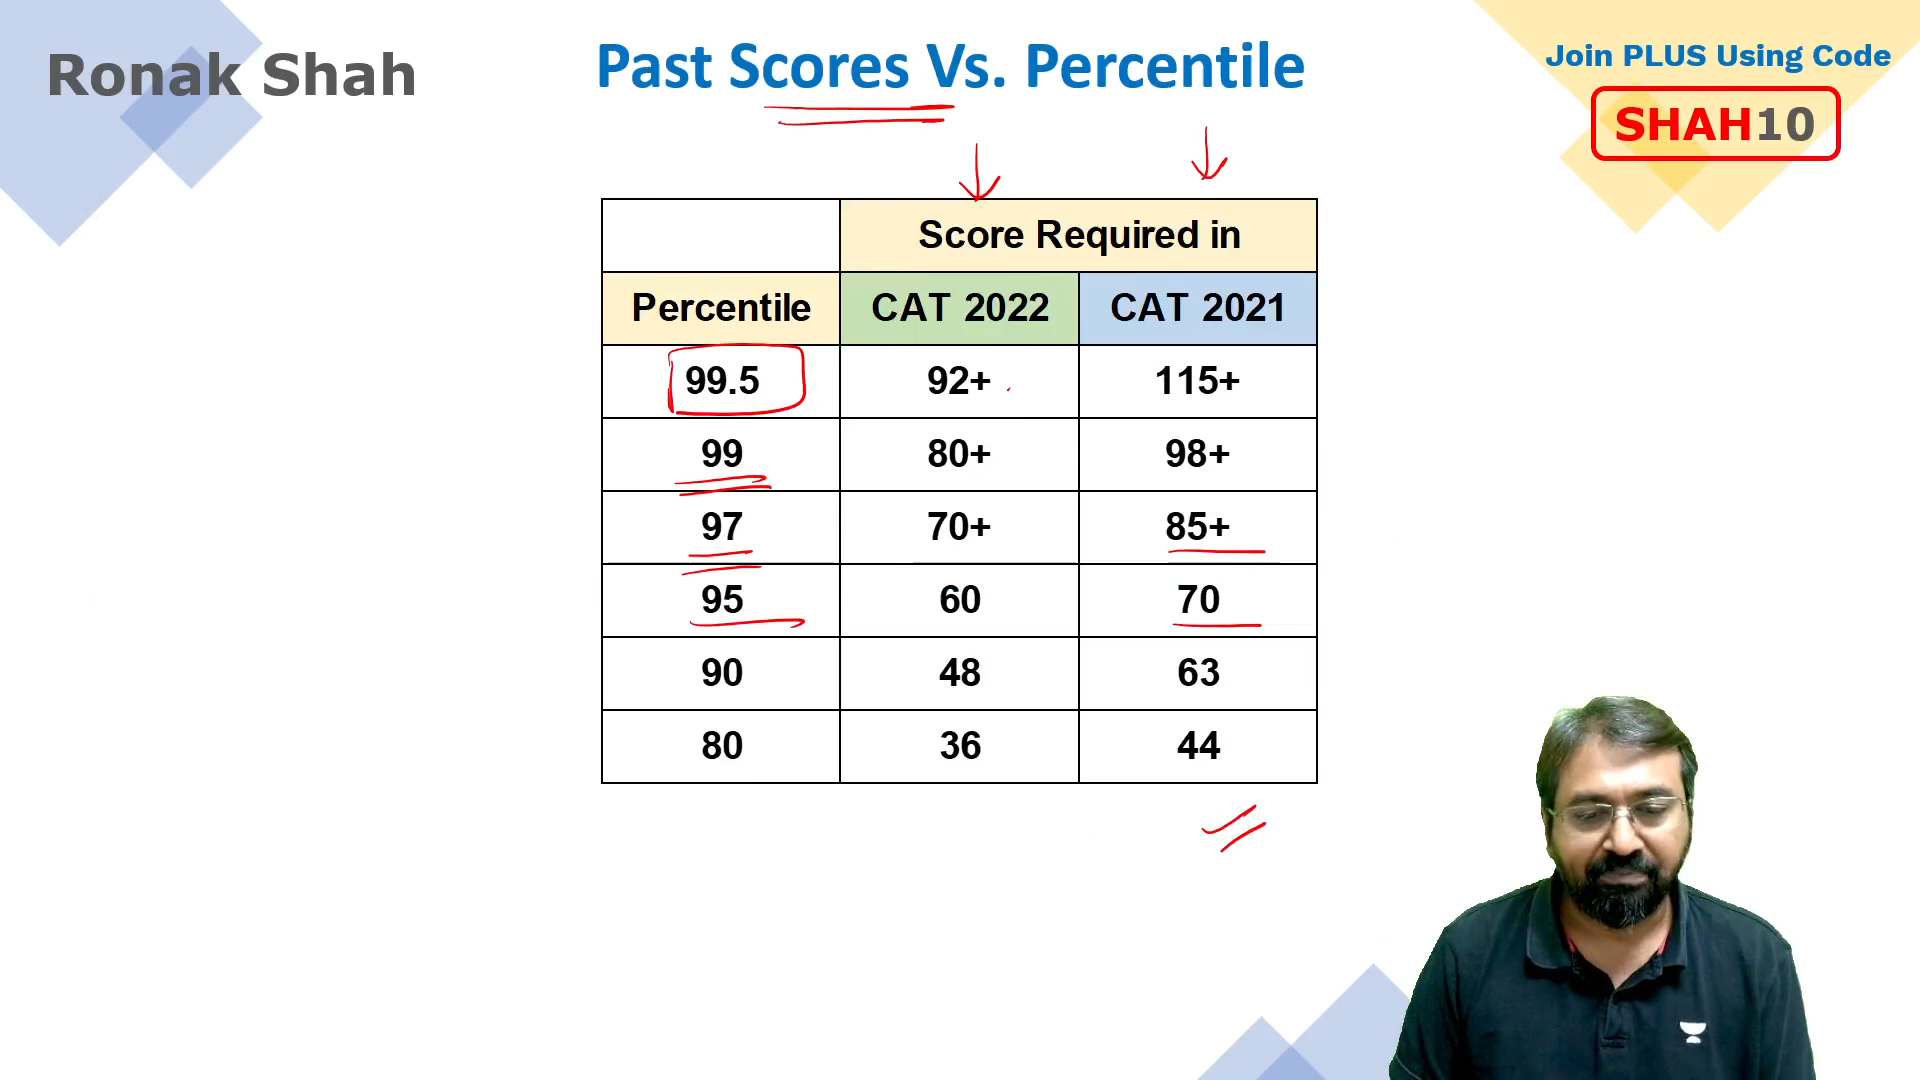 Ronak Shah
Past Scores Vs. Percentile
Join PLUS Using Code
SHAH10
Score Required in
Percentile CAT 2022 CAT 2021
99.5 92+ 115+
99 80+ 98+
97 70+ 85+
95 60 70
90 48 63
80 36 44